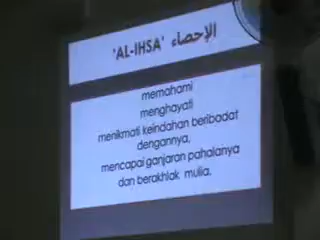 'AL-IHSA' الإحصاء
memahami
menghayati
menikmati keindahan beribadat
dengannya,
mencapai ganjaran pahalanya
dan berakhlak mulia.